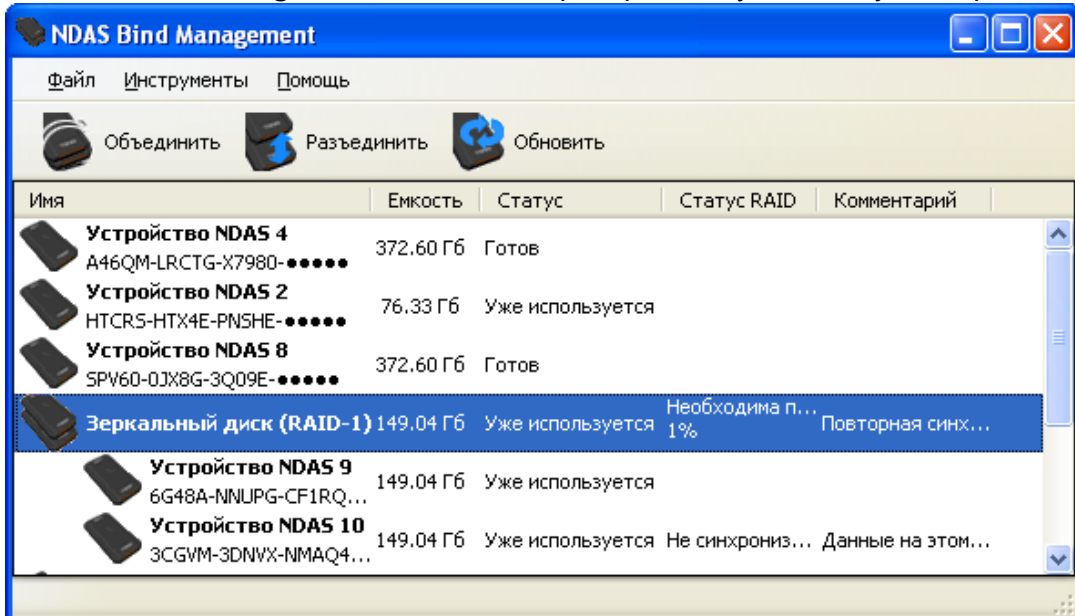 NDAS Bind Management
Файл Инструменты Помощь
Объединить Разъединить Обновить
Имя Емкость Статус Статус RAID Комментарий
Устройство NDAS 4
A46QM-LRCTG-X7980-●●●●● 372.60 Гб Готов
Устройство NDAS 2
HTCRS-HTX4E-PNSHE-●●●●● 76.33 Гб Уже используется
Устройство NDAS 8
SPV60-0JX8G-3Q09E-●●●●● 372.60 Гб Готов
Зеркальный диск (RAID-1) 149.04 Гб Уже используется Необходима п...
1% Повторная синх...
Устройство NDAS 9
6G48A-NNUPG-CF1RQ... 149.04 Гб Уже используется
Устройство NDAS 10
3CGVM-3DNVX-NMAQ4... 149.04 Гб Уже используется Не синхрониз... Данные на этом...